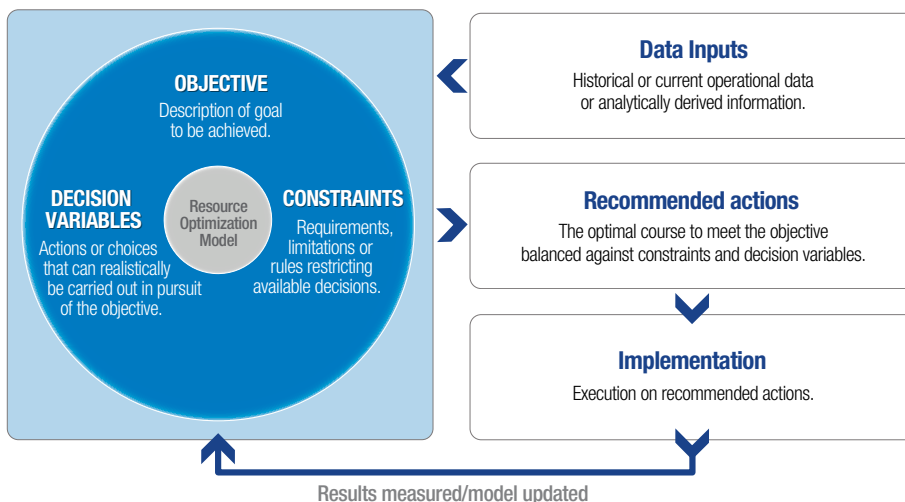 OBJECTIVE
Description of goal
to be achieved.
DECISION
VARIABLES
Actions or choices
that can realistically
be carried out in pursuit
of the objective.
Resource
Optimization
Model
CONSTRAINTS
Requirements,
limitations or
rules restricting
available decisions.
Data Inputs
Historical or current operational data
or analytically derived information.
Recommended actions
The optimal course to meet the objective
balanced against constraints and decision variables.
Implementation
Execution on recommended actions.
Results measured/model updated